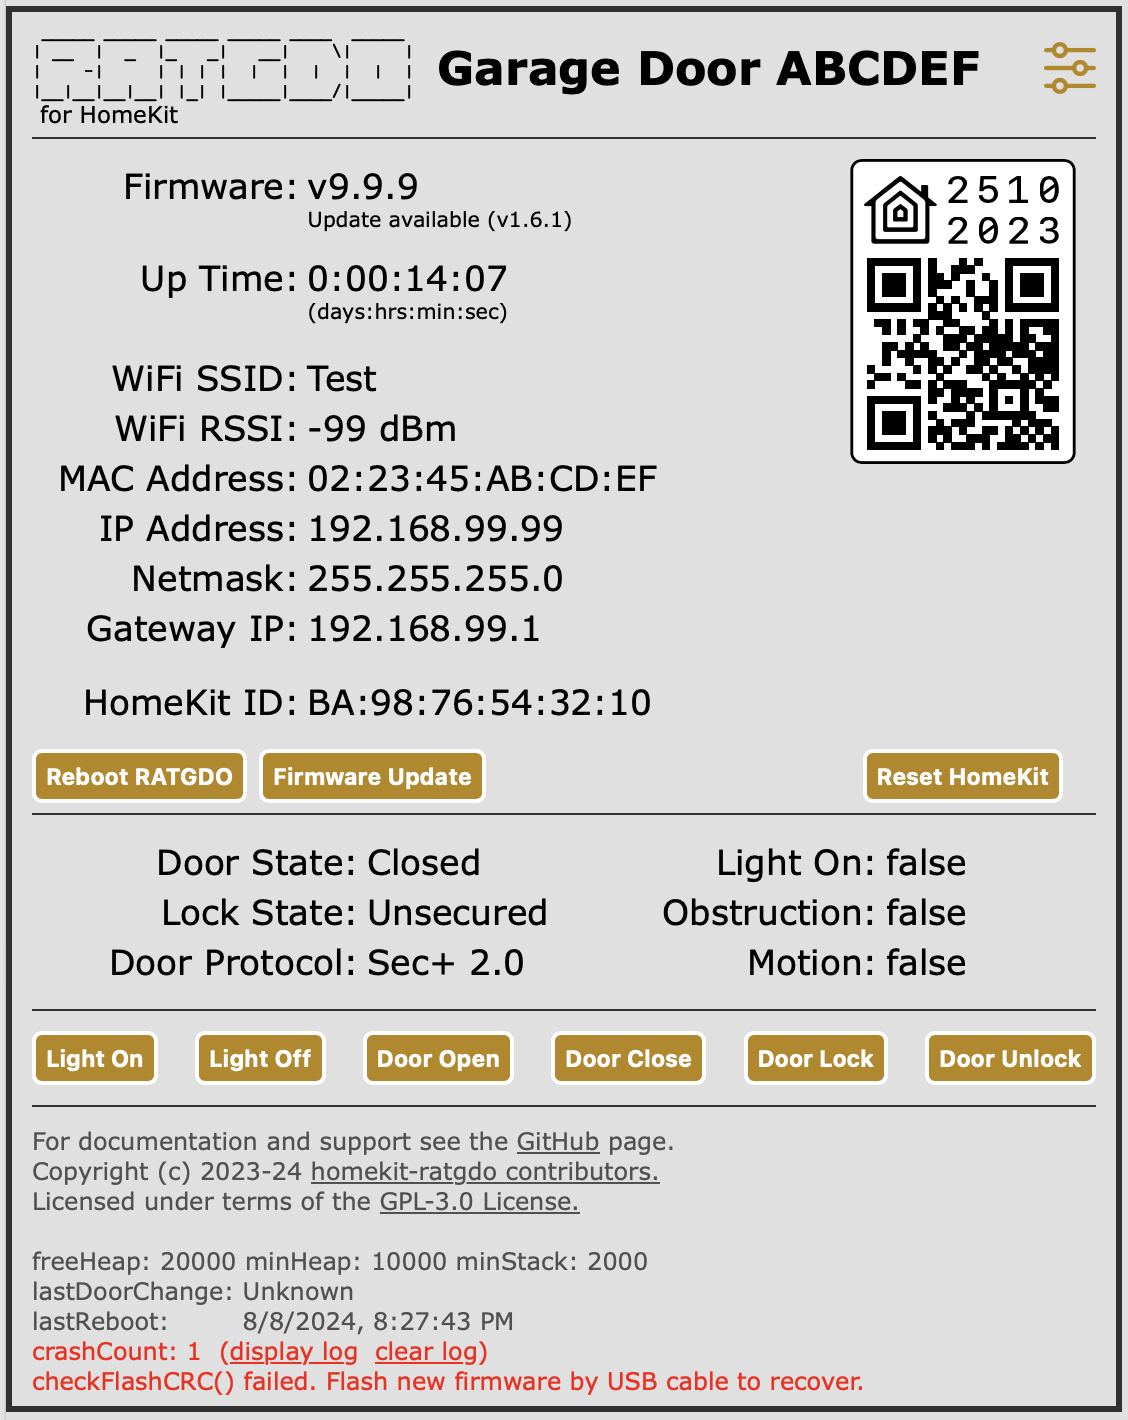 RATGDO
for HomeKit
Garage Door ABCDEF
Firmware: v9.9.9
Update available (v1.6.1)
Up Time: 0:00:14:07
(days:hrs:min:sec)
2510
2023
WiFi SSID: Test
WiFi RSSI: -99 dBm
MAC Address: 02:23:45:AB:CD:EF
IP Address: 192.168.99.99
Netmask: 255.255.255.0
Gateway IP: 192.168.99.1
HomeKit ID: BA:98:76:54:32:10
Reboot RATGDO Firmware Update Reset HomeKit
Door State: Closed Light On: false
Lock State: Unsecured Obstruction: false
Door Protocol: Sec+ 2.0 Motion: false
Light On Light Off Door Open Door Close Door Lock Door Unlock
For documentation and support see the GitHub page.
Copyright (c) 2023-24 homekit-ratgdo contributors.
Licensed under terms of the GPL-3.0 License.
freeHeap: 20000 minHeap: 10000 minStack: 2000
lastDoorChange: Unknown
lastReboot: 8/8/2024, 8:27:43 PM
crashCount: 1 (display log clear log)
checkFlashCRC() failed. Flash new firmware by USB cable to recover.